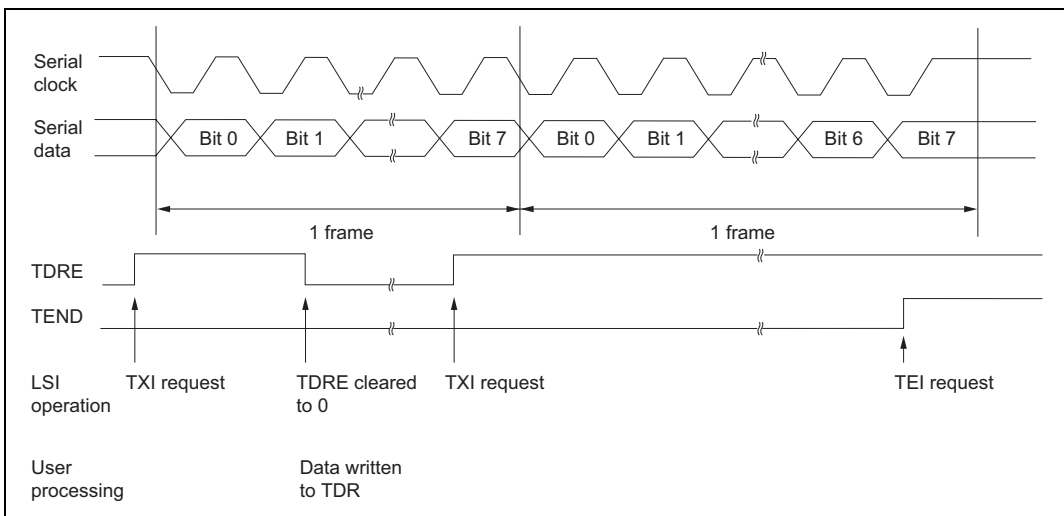 Serial
clock
Serial
data
Bit 0
Bit 1
Bit 7
Bit 0
Bit 1
Bit 6
Bit 7
1 frame
1 frame
TDRE
TEND
LSI
operation
TXI request
TDRE cleared
to 0
TXI request
TEI request
User
processing
Data written
to TDR